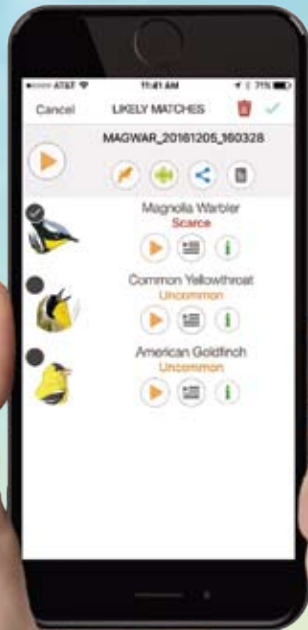 AT&T 11:41 AM 71%
Cancel LIKELY MATCHES
MAGWAR_20161205_160328
Magnolia Warbler
Scarce
Common Yellowthroat
Uncommon
American Goldfinch
Uncommon